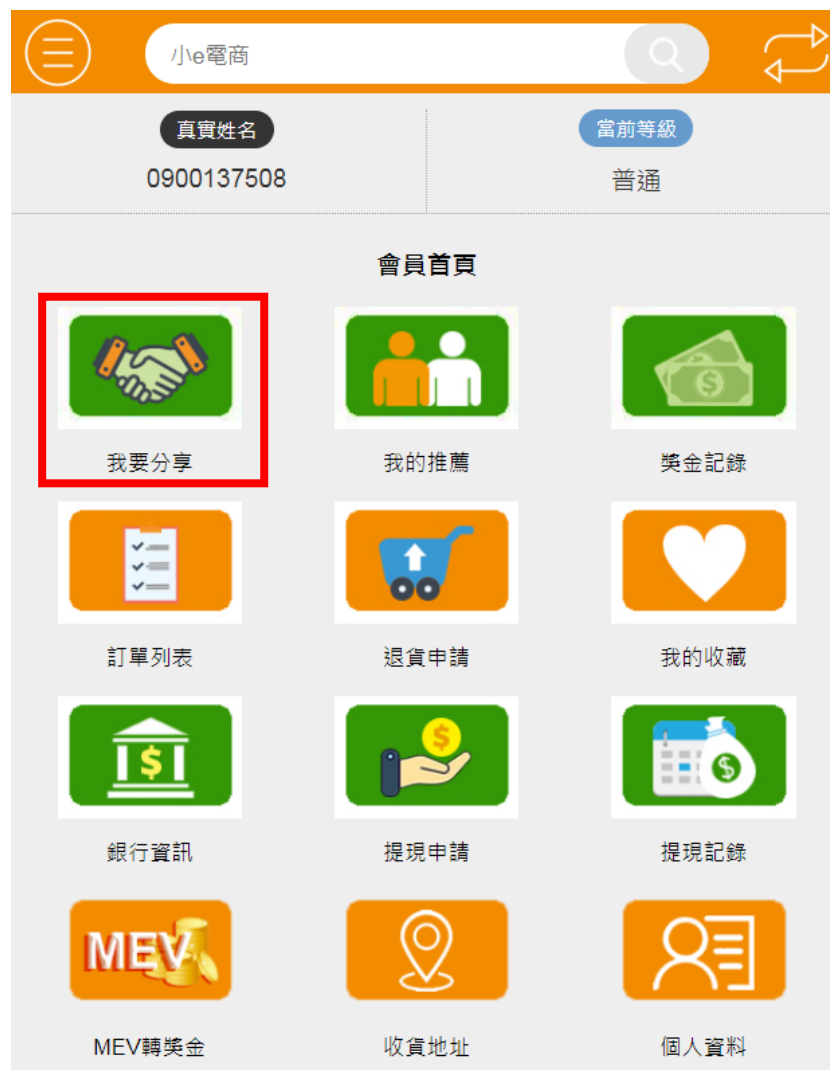 小e電商
真實姓名 當前等級
0900137508 普通
會員首頁
我要分享 我的推薦 獎金記錄
訂單列表 退貨申請 我的收藏
銀行資訊 提現申請 提現記錄
MEV
MEV轉獎金 收貨地址 個人資料